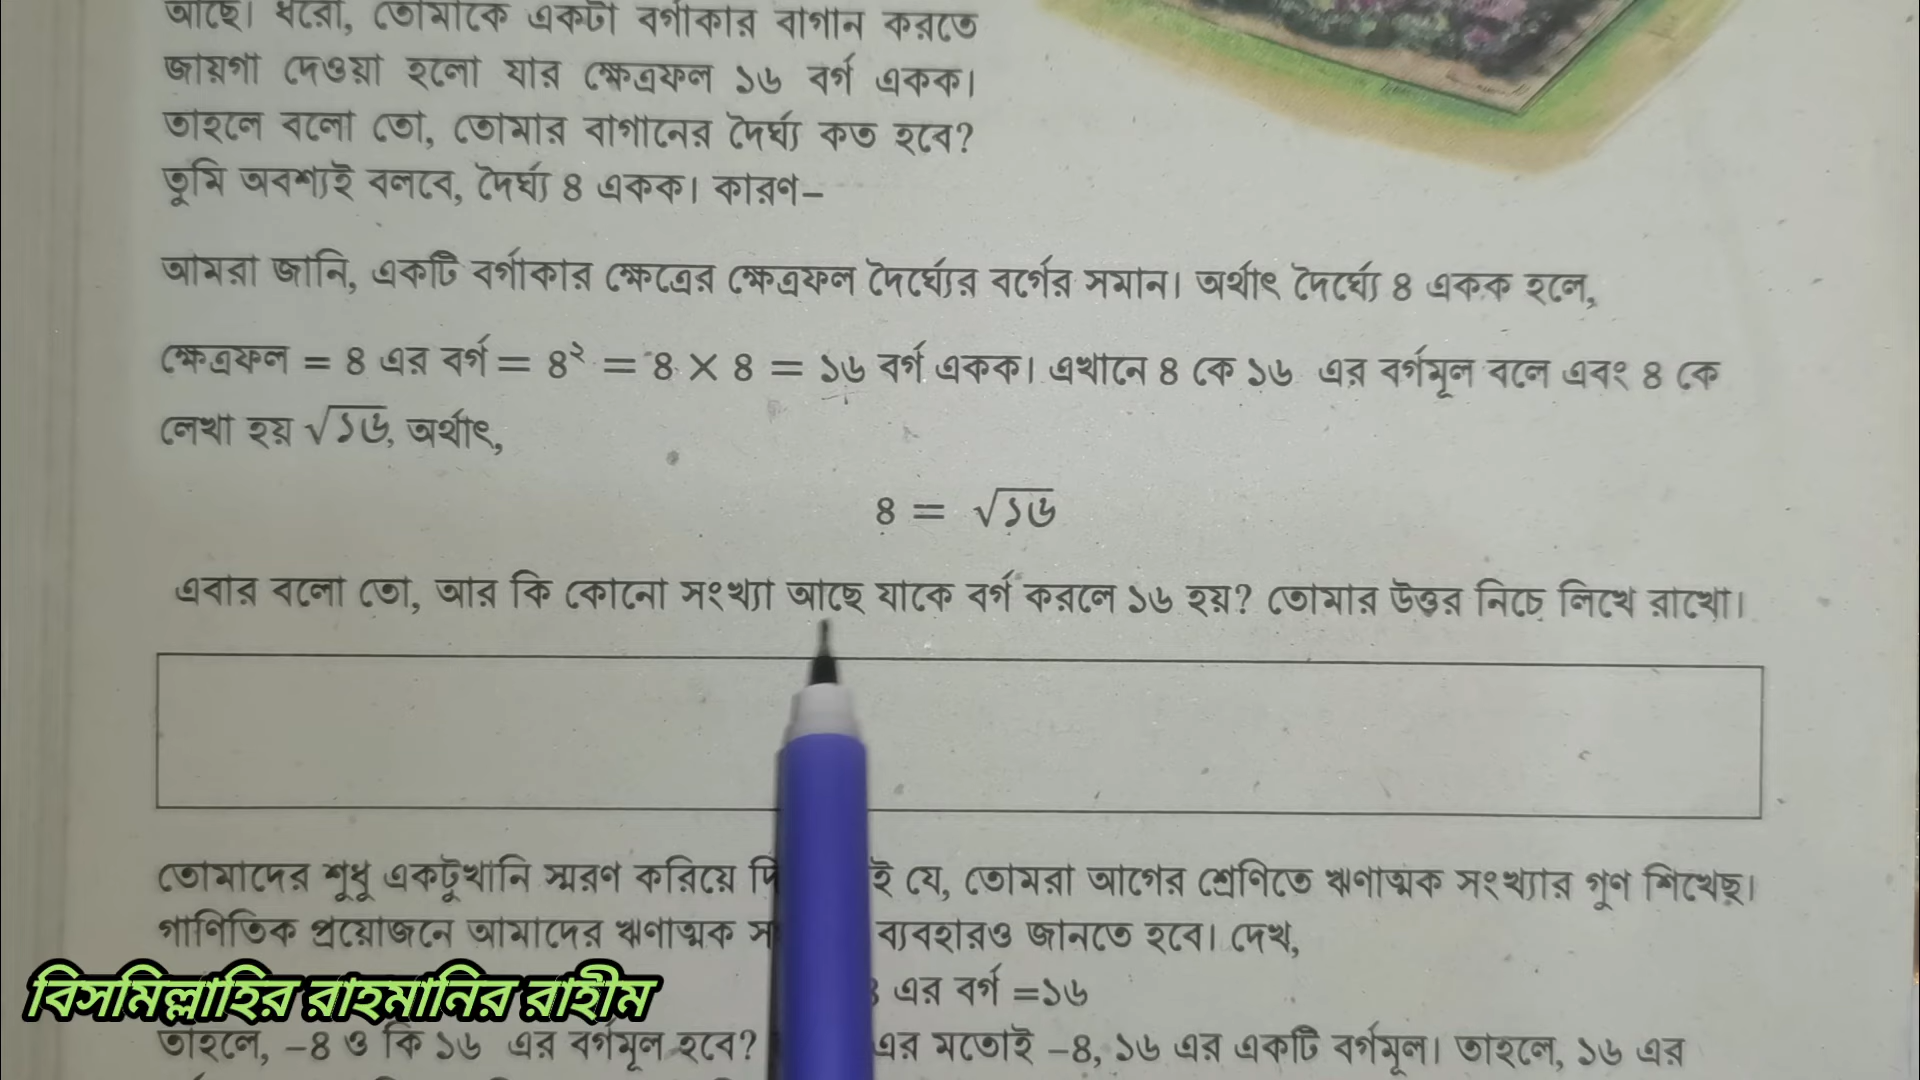 আছে। ধরো, তোমাকে একটা বর্গাকার বাগান করতে
জায়গা দেওয়া হলো যার ক্ষেত্রফল ১৬ বর্গ একক।
তাহলে বলো তো, তোমার বাগানের দৈর্ঘ্য কত হবে?
তুমি অবশ্যই বলবে, দৈর্ঘ্য ৪ একক। কারণ–
আমরা জানি, একটি বর্গাকার ক্ষেত্রের ক্ষেত্রফল দৈর্ঘ্যের বর্গের সমান। অর্থাৎ দৈর্ঘ্যে ৪ একক হলে,
ক্ষেত্রফল = ৪ এর বর্গ = ৪² = ৪ × ৪ = ১৬ বর্গ একক। এখানে ৪ কে ১৬ এর বর্গমূল বলে এবং ৪ কে
লেখা হয় √১৬, অর্থাৎ,
৪ = √১৬
এবার বলো তো, আর কি কোনো সংখ্যা আছে যাকে বর্গ করলে ১৬ হয়? তোমার উত্তর নিচে লিখে রাখো।
তোমাদের শুধু একটুখানি স্মরণ করিয়ে যে, তোমরা আগের শ্রেণিতে ঋণাত্মক সংখ্যার গুণ শিখেছ।
গাণিতিক প্রয়োজনে আমাদের ঋণাত্মক ব্যবহারও জানতে হবে। দেখ,
এর বর্গ =১৬
বিসমিল্লাহির রাহমানির রাহীম
তাহলে, –৪ ও কি ১৬ এর বর্গমূল হবে? এর মতোই –৪, ১৬ এর একটি বর্গমূল। তাহলে, ১৬ এর